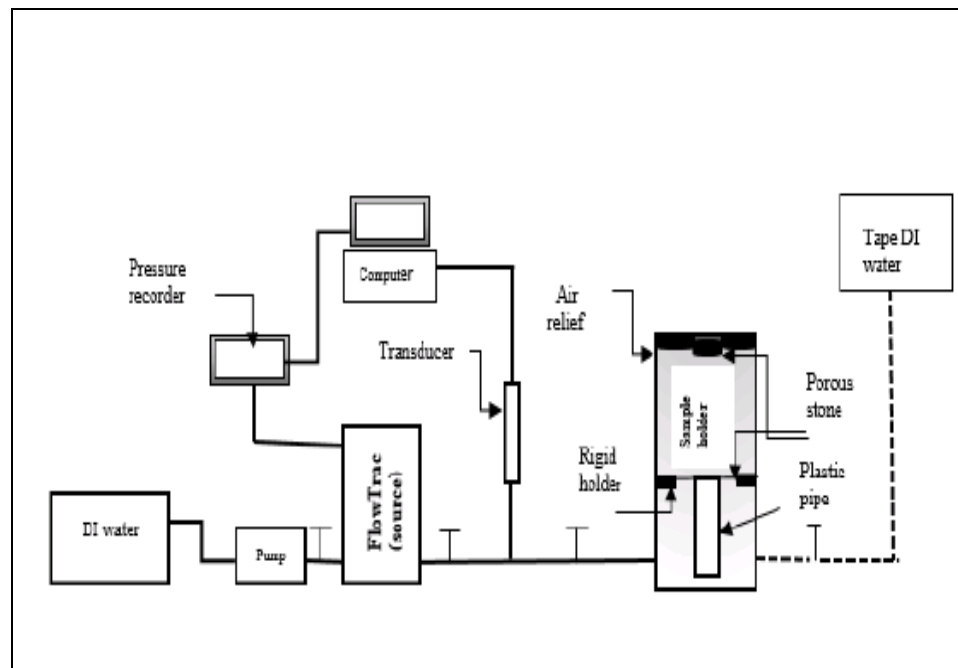 Tape DI
water
Pressure
recorder
Computer
Air
relief
Transducer
Porous
stone
Sample
holder
Rigid
holder
Plastic
pipe
FlowTrac
(source)
DI water
Pump